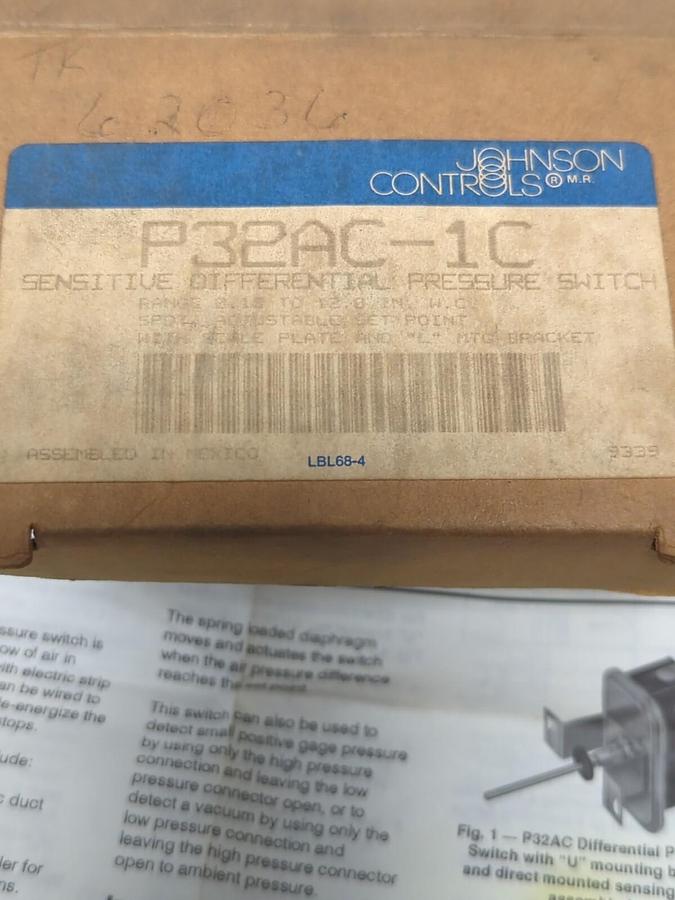 TK
62036
JOHNSON
CONTROLS ® M.R.
P32AC-1C
SENSITIVE DIFFERENTIAL PRESSURE SWITCH
RANGE 0.15 TO 12.0 IN. W.C.
SPDT, ADJUSTABLE SETPOINT
WITH SCALE PLATE AND "L" MTG BRACKET
ASSEMBLED IN MEXICO
LBL68-4
9339
ssure switch is
ow of air in
ith electric strip
an be wired to
e-energize the
stops.
ude:
c duct
ler for
ns.
The spring loaded diaphragm
moves and actuates the switch
when the air pressure difference
reaches the set point.
This switch can also be used to
detect small positive gage pressure
by using only the high pressure
connection and leaving the low
pressure connector open, or to
detect a vacuum by using only the
low pressure connection and
leaving the high pressure connector
open to ambient pressure.
Fig. 1 — P32AC Differential P
Switch with "U" mounting b
and direct mounted sensing